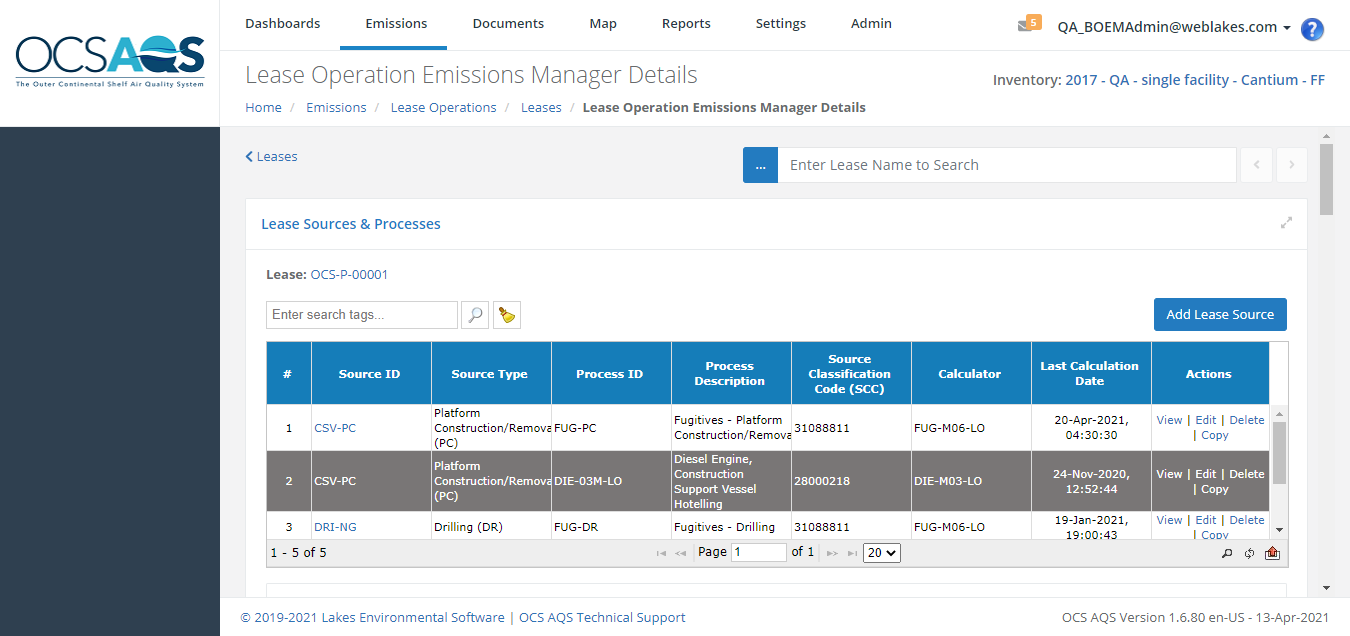 OCSAQS
The Outer Continental Shelf Air Quality System
Dashboards Emissions Documents Map Reports Settings Admin
5 QA_BOEMAdmin@weblakes.com ?
Lease Operation Emissions Manager Details
Inventory: 2017 - QA - single facility - Cantium - FF
Home / Emissions / Lease Operations / Leases / Lease Operation Emissions Manager Details
Leases
... Enter Lease Name to Search
Lease Sources & Processes
Lease: OCS-P-00001
Enter search tags...
Add Lease Source
# Source ID Source Type Process ID Process Description Source Classification Code (SCC) Calculator Last Calculation Date Actions
1 CSV-PC Platform Construction/Remova (PC) FUG-PC Fugitives - Platform Construction/Remova 31088811 FUG-M06-LO 20-Apr-2021, 04:30:30 View | Edit | Delete | Copy
2 CSV-PC Platform Construction/Remova (PC) DIE-03M-LO Diesel Engine, Construction Support Vessel Hotelling 28000218 DIE-M03-LO 24-Nov-2020, 12:52:44 View | Edit | Delete | Copy
3 DRI-NG Drilling (DR) FUG-DR Fugitives - Drilling 31088811 FUG-M06-LO 19-Jan-2021, 19:00:43 View | Edit | Delete | Copy
1 - 5 of 5 Page 1 of 1 20
© 2019-2021 Lakes Environmental Software | OCS AQS Technical Support
OCS AQS Version 1.6.80 en-US - 13-Apr-2021